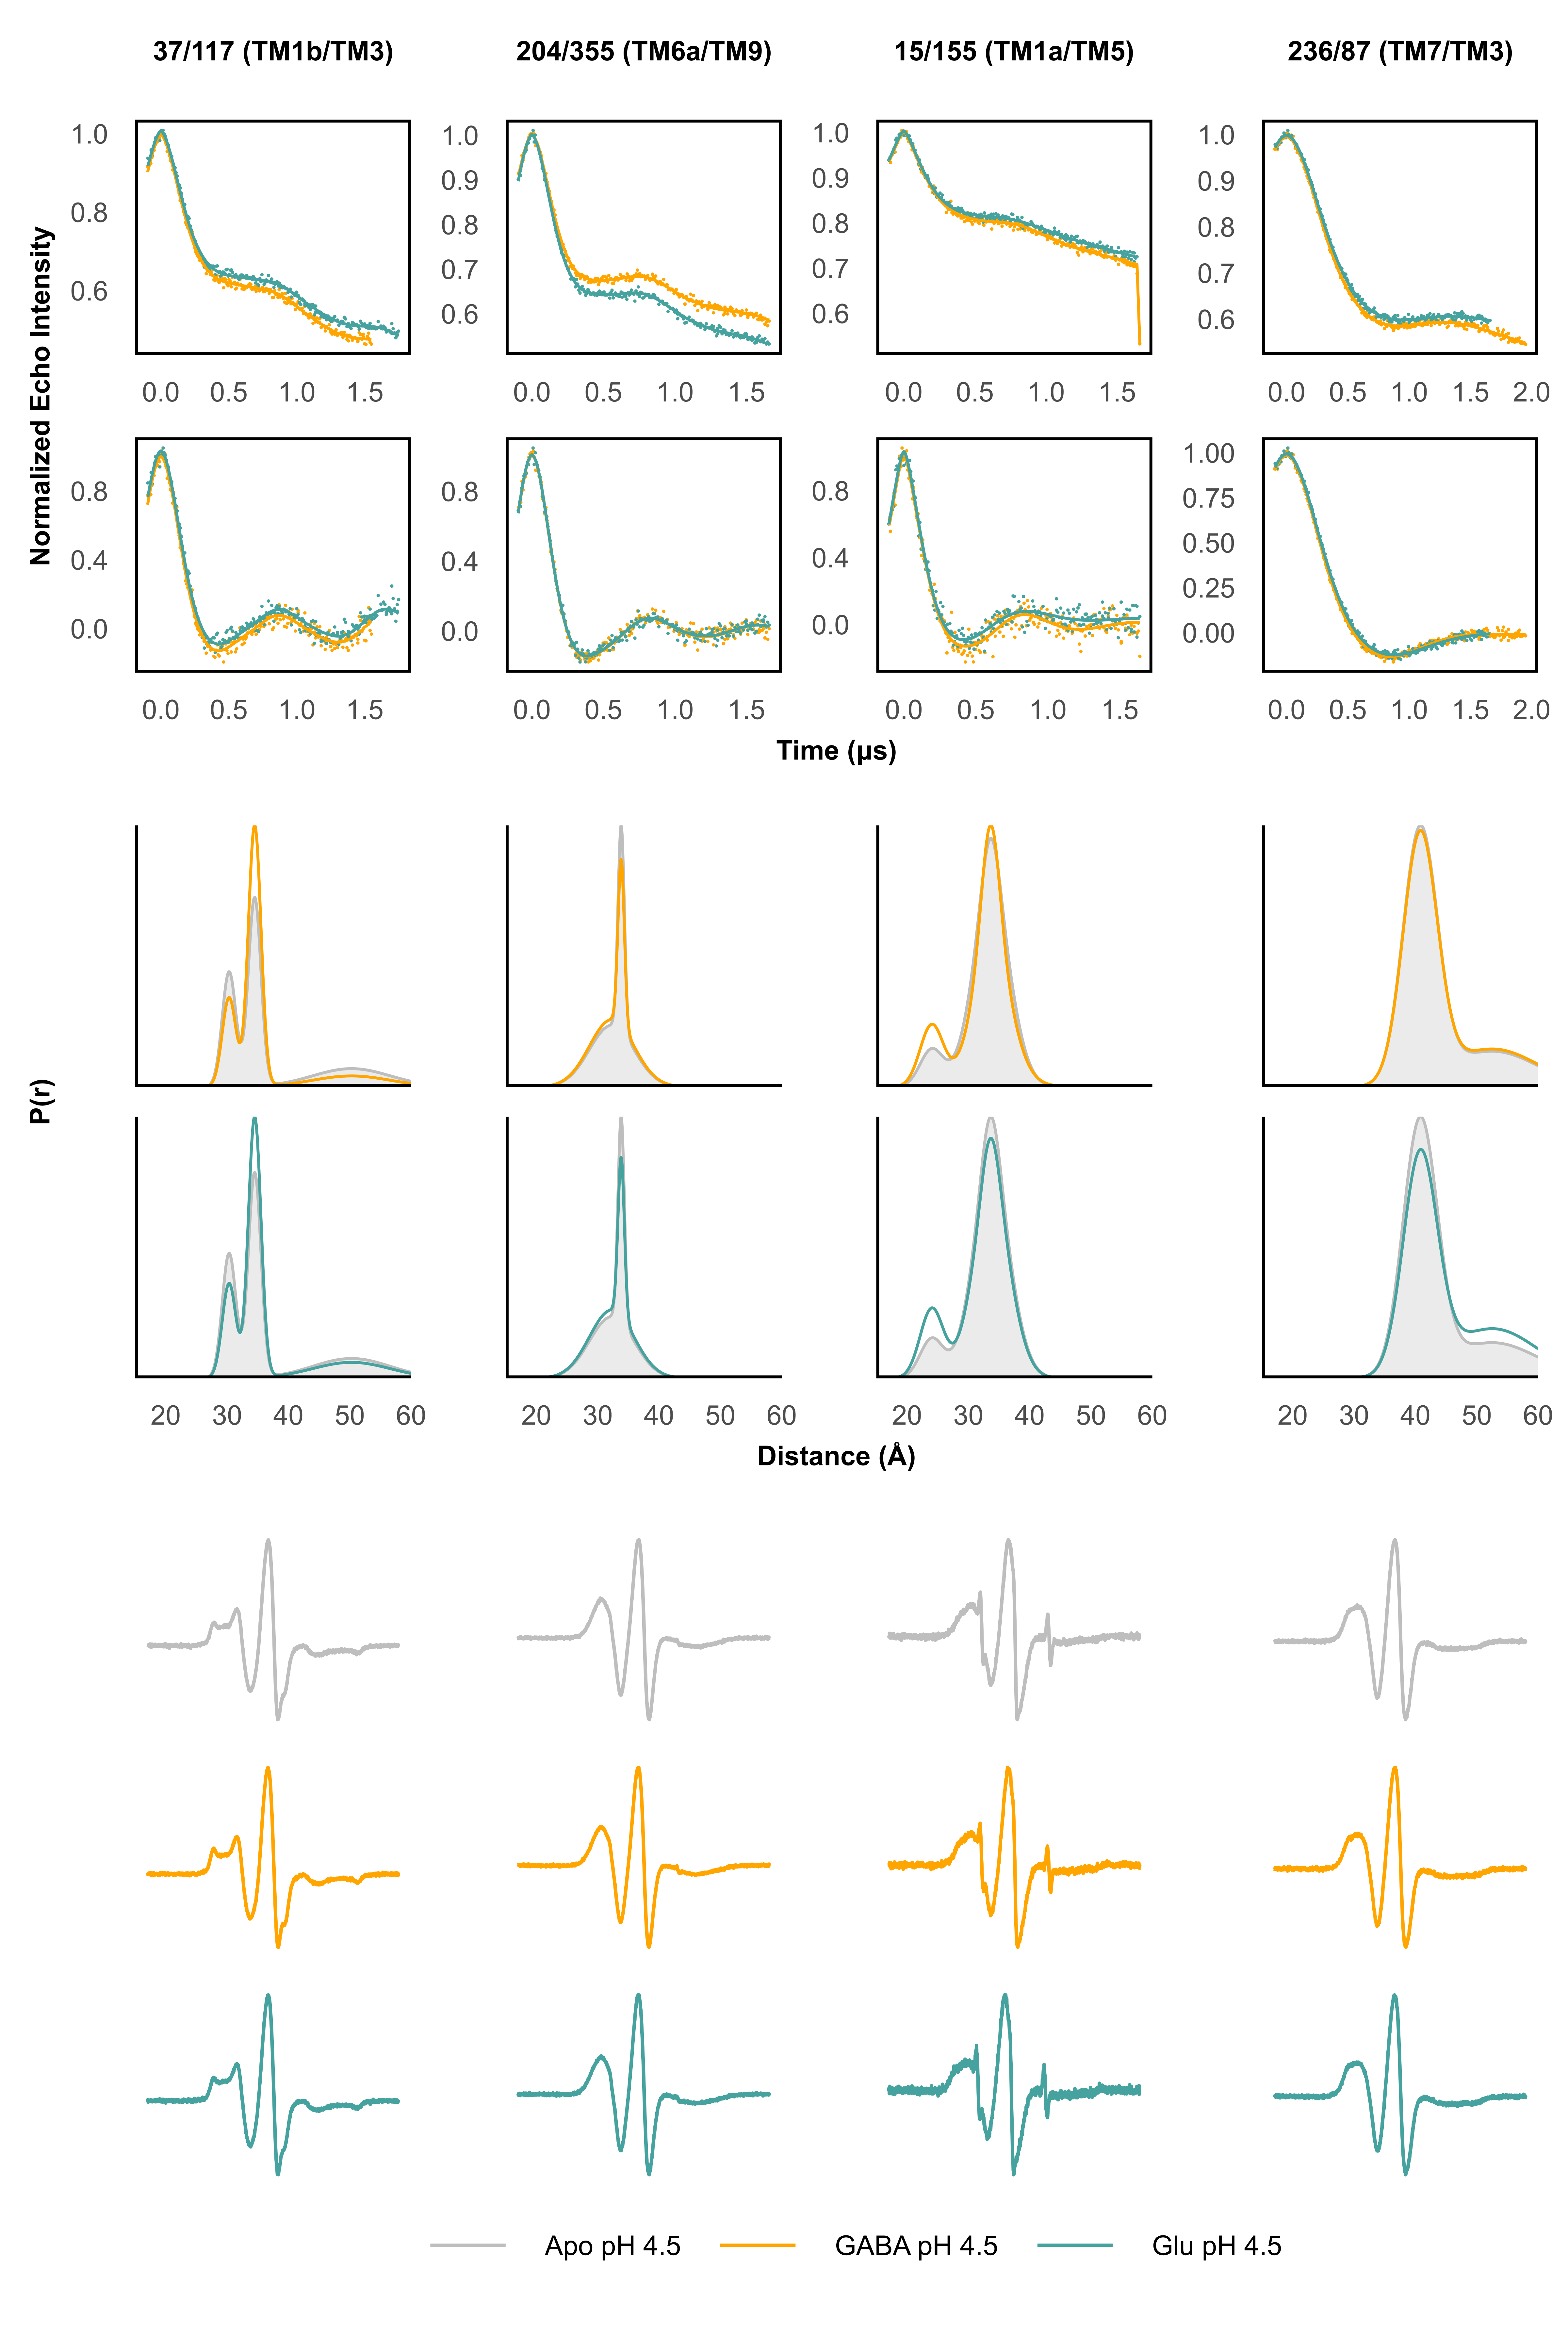 37/117 (TM1b/TM3) 204/355 (TM6a/TM9) 15/155 (TM1a/TM5) 236/87 (TM7/TM3)
Normalized Echo Intensity
1.0
0.8
0.6
1.0
0.9
0.8
0.7
0.6
1.0
0.9
0.8
0.7
0.6
1.0
0.9
0.8
0.7
0.6
0.0 0.5 1.0 1.5
0.0 0.5 1.0 1.5
0.0 0.5 1.0 1.5
0.0 0.5 1.0 1.5 2.0
0.8
0.4
0.0
0.8
0.4
0.0
0.8
0.4
0.0
1.00
0.75
0.50
0.25
0.00
0.0 0.5 1.0 1.5
0.0 0.5 1.0 1.5
0.0 0.5 1.0 1.5
0.0 0.5 1.0 1.5 2.0
Time (µs)
P(r)
20 30 40 50 60
20 30 40 50 60
20 30 40 50 60
20 30 40 50 60
Distance (Å)
Apo pH 4.5 GABA pH 4.5 Glu pH 4.5